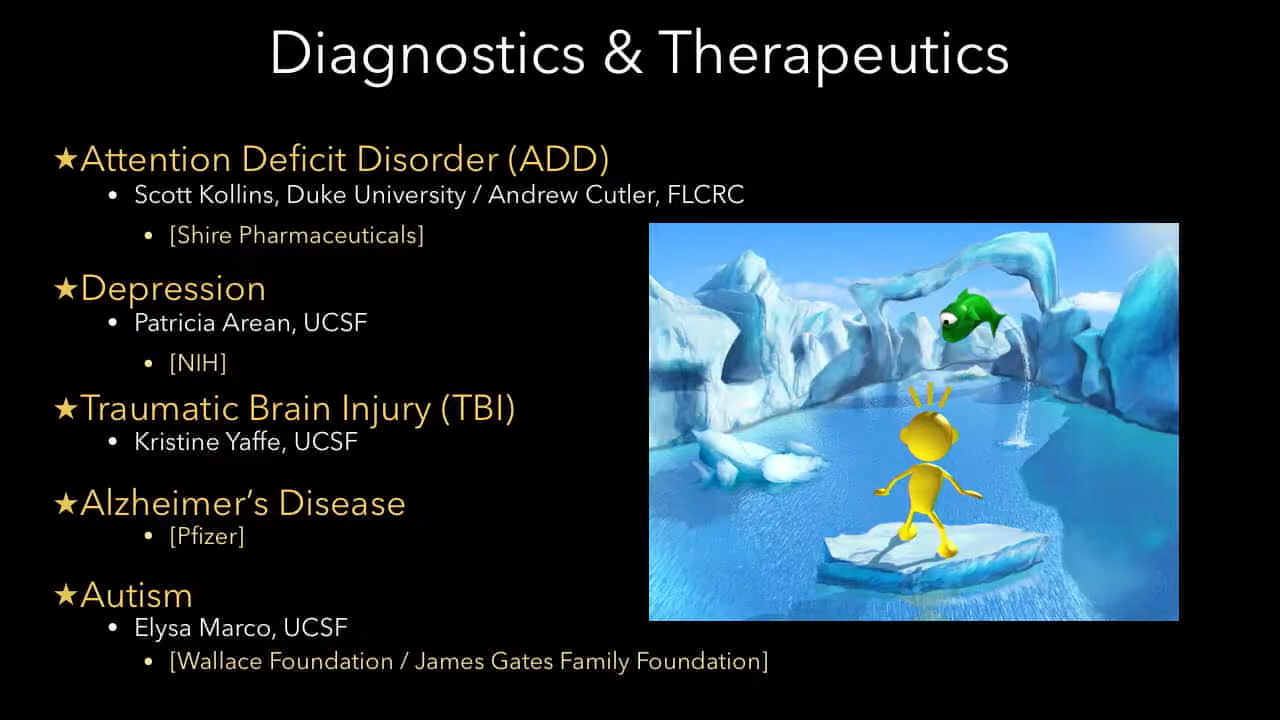 Diagnostics & Therapeutics
★Attention Deficit Disorder (ADD)
• Scott Kollins, Duke University / Andrew Cutler, FLCRC
• [Shire Pharmaceuticals]
★Depression
• Patricia Arean, UCSF
• [NIH]
★Traumatic Brain Injury (TBI)
• Kristine Yaffe, UCSF
★Alzheimer’s Disease
• [Pfizer]
★Autism
• Elysa Marco, UCSF
• [Wallace Foundation / James Gates Family Foundation]